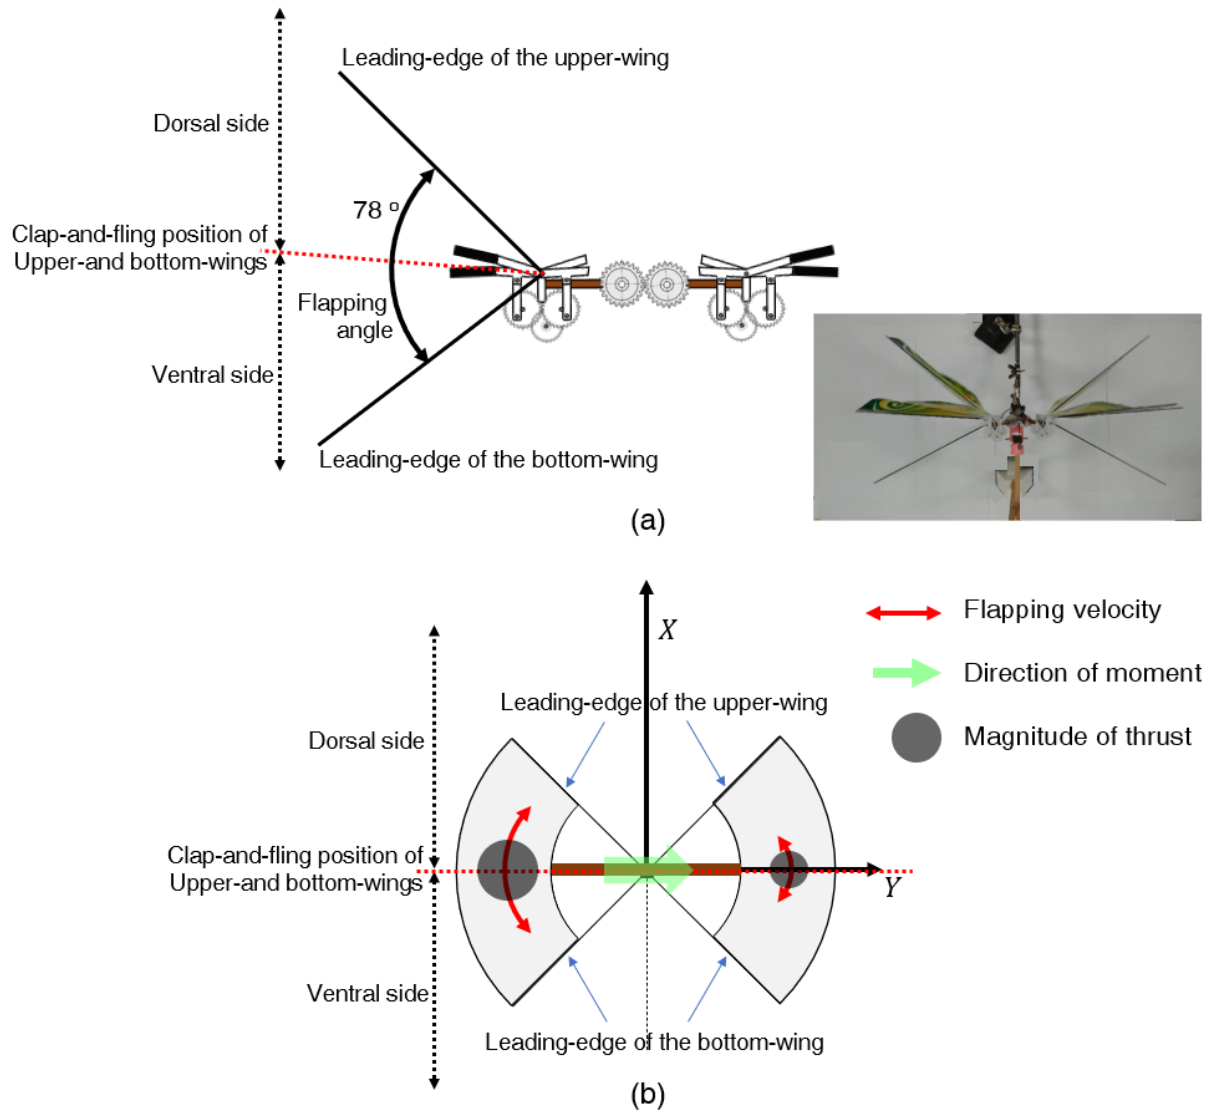 Leading-edge of the upper-wing
Dorsal side
78 º
Clap-and-fling position of
Upper-and bottom-wings
Flapping
angle
Ventral side
Leading-edge of the bottom-wing
(a)
X
Flapping velocity
Direction of moment
Magnitude of thrust
Leading-edge of the upper-wing
Dorsal side
Clap-and-fling position of
Upper-and bottom-wings
Y
Ventral side
Leading-edge of the bottom-wing
(b)